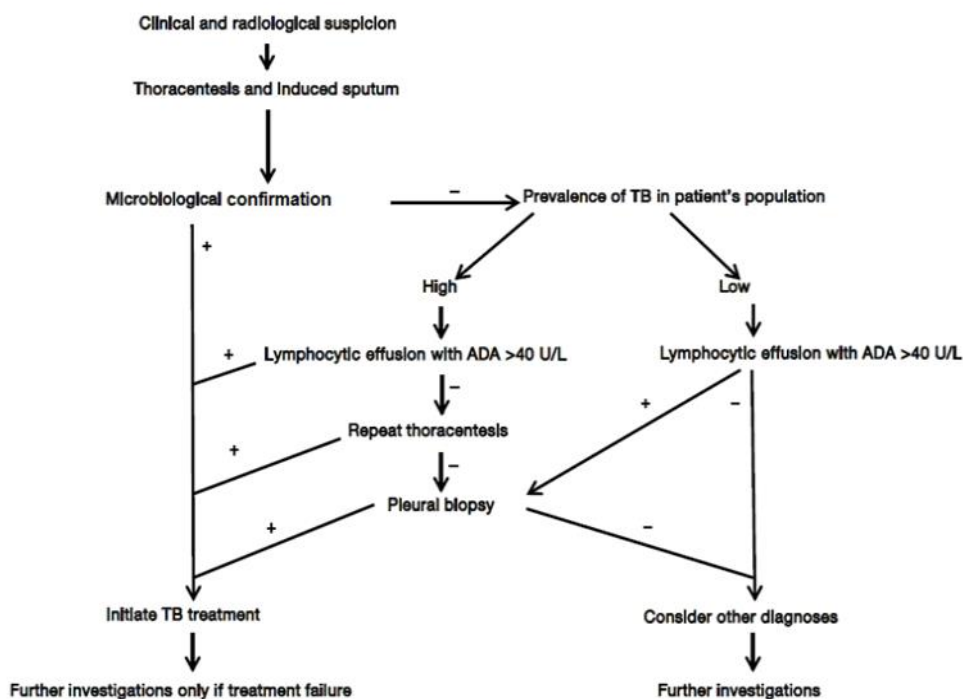 Clinical and radiological suspicion
Thoracentesis and induced sputum
Microbiological confirmation
–
Prevalence of TB in patient's population
+
High
Low
+
Lymphocytic effusion with ADA >40 U/L
Lymphocytic effusion with ADA >40 U/L
–
+
–
+
Repeat thoracentesis
–
+
Pleural biopsy
–
Initiate TB treatment
Consider other diagnoses
Further investigations only if treatment failure
Further investigations